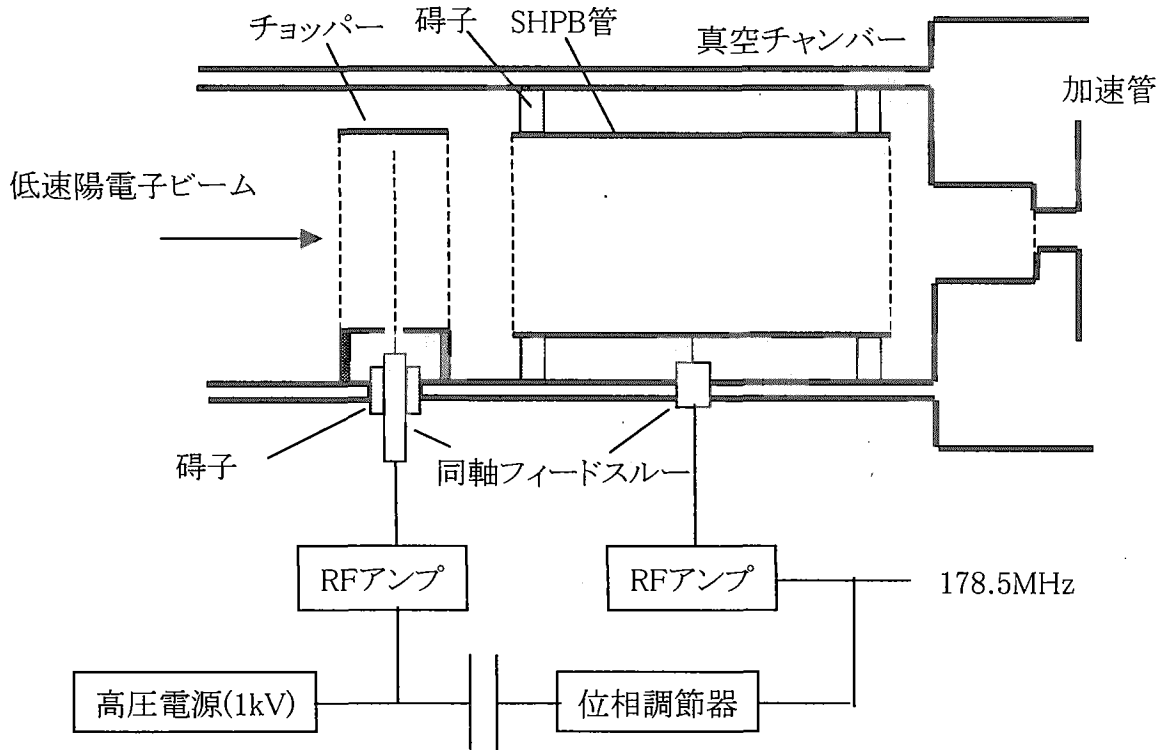 チョッパー
碍子
SHPB管
真空チャンバー
加速管
低速陽電子ビーム
碍子
同軸フィードスルー
RFアンプ
RFアンプ
178.5MHz
高圧電源(1kV)
位相調節器